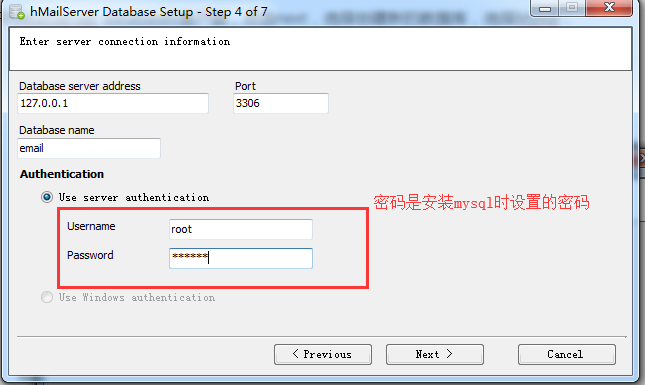 hMailServer Database Setup - Step 4 of 7
Enter server connection information
Database server address Port
127.0.0.1 3306
Database name
email
Authentication
Use server authentication
密码是安装mysql时设置的密码
Username root
Password ******
Use Windows authentication
< Previous Next > Cancel